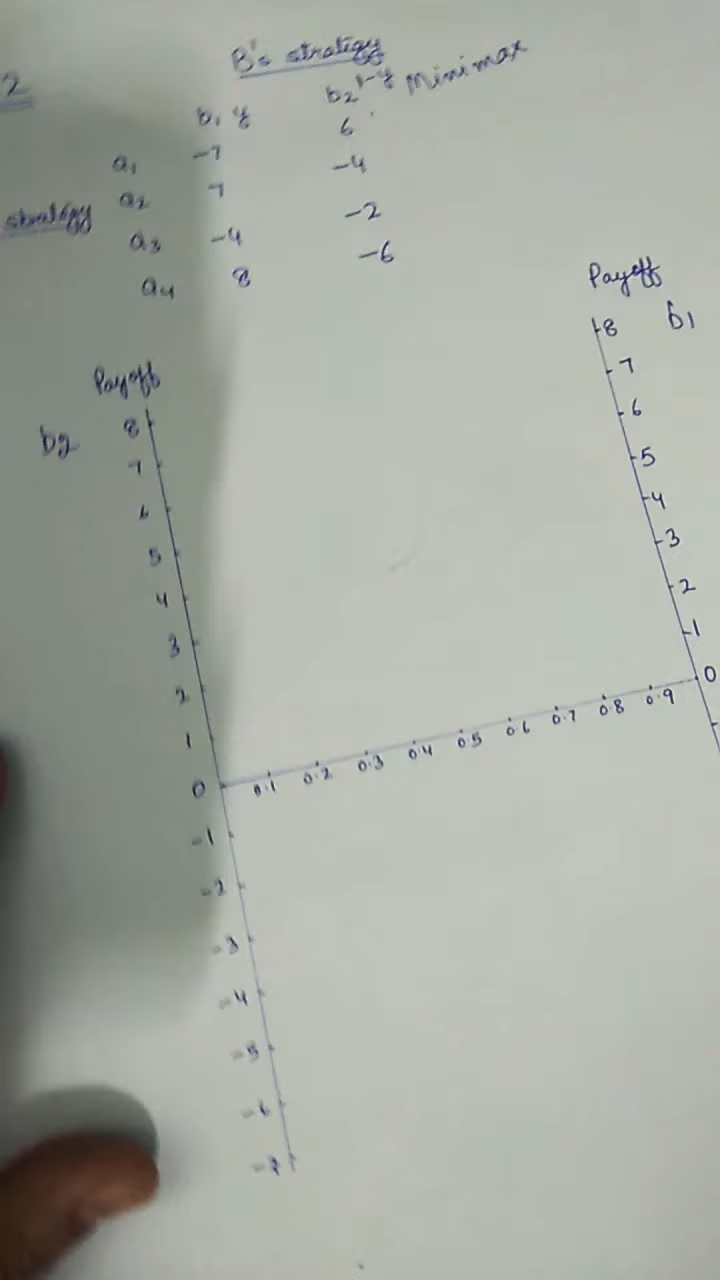 2
B's strategy
b1 y b2 1-y Minimax
a1 -7 6
a2 7 -4
strategy
a3 -4 -2
a4 8 -6
Payoff
8 b1
7
6
5
4
3
2
1
0
Payoff
b2 8
7
6
5
4
3
2
1
0 0.1 0.2 0.3 0.4 0.5 0.6 0.7 0.8 0.9
-1
-2
-3
-4
-5
-6
-7